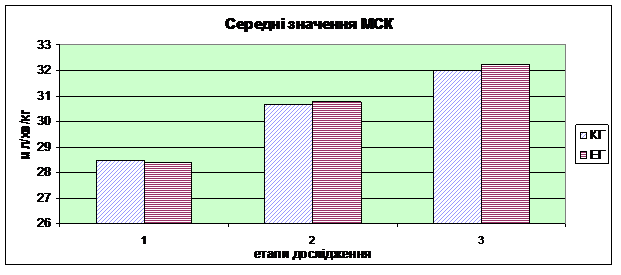 Середні значення МСК
33
32
31
30
29
28
27
26
мл/хв/кг
1 2 3
етапи дослідження
КГ
ЕГ